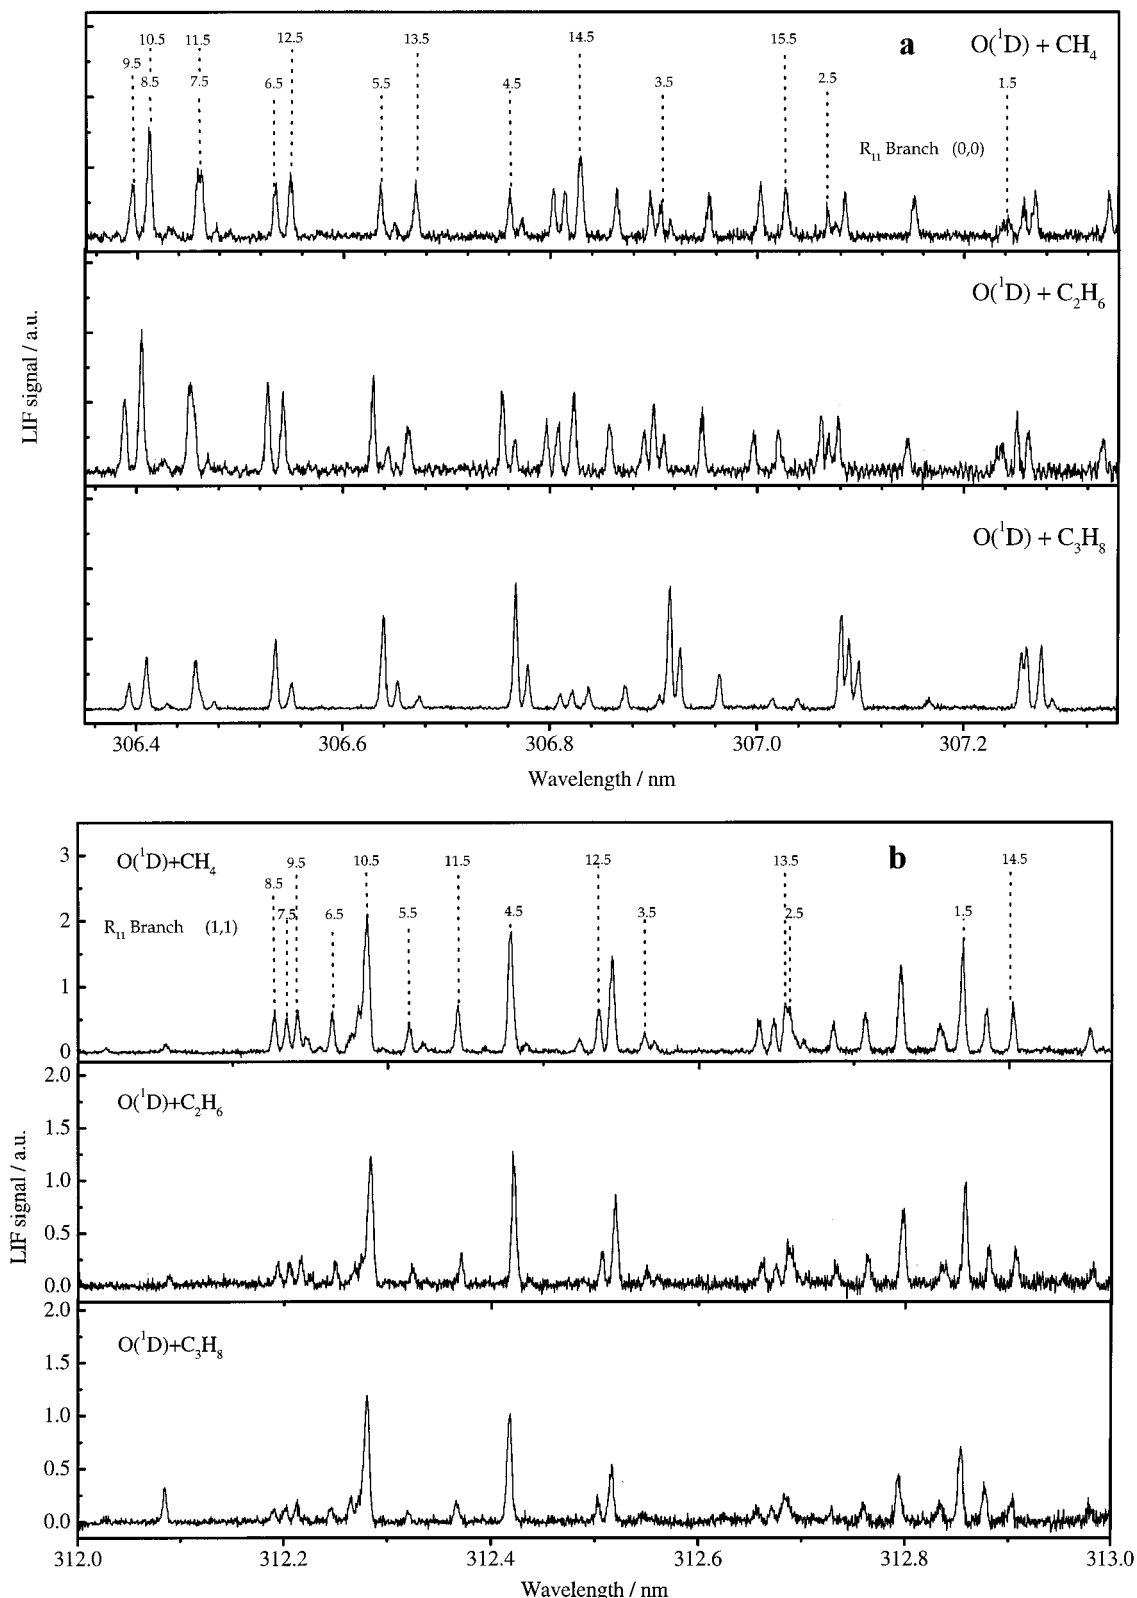 a
O(¹D) + CH₄
10.5 11.5 12.5 13.5 14.5 15.5
9.5 8.5 7.5 6.5 5.5 4.5 3.5 2.5 1.5
R₁₁ Branch (0,0)
O(¹D) + C₂H₆
LIF signal / a.u.
O(¹D) + C₃H₈
306.4 306.6 306.8 307.0 307.2
Wavelength / nm
b
O(¹D)+CH₄
8.5 9.5 10.5 11.5 12.5 13.5 14.5
7.5 6.5 5.5 4.5 3.5 2.5 1.5
R₁₁ Branch (1,1)
3
2
1
0
2.0
O(¹D)+C₂H₆
1.5
1.0
0.5
0.0
LIF signal / a.u.
2.0
O(¹D)+C₃H₈
1.5
1.0
0.5
0.0
312.0 312.2 312.4 312.6 312.8 313.0
Wavelength / nm